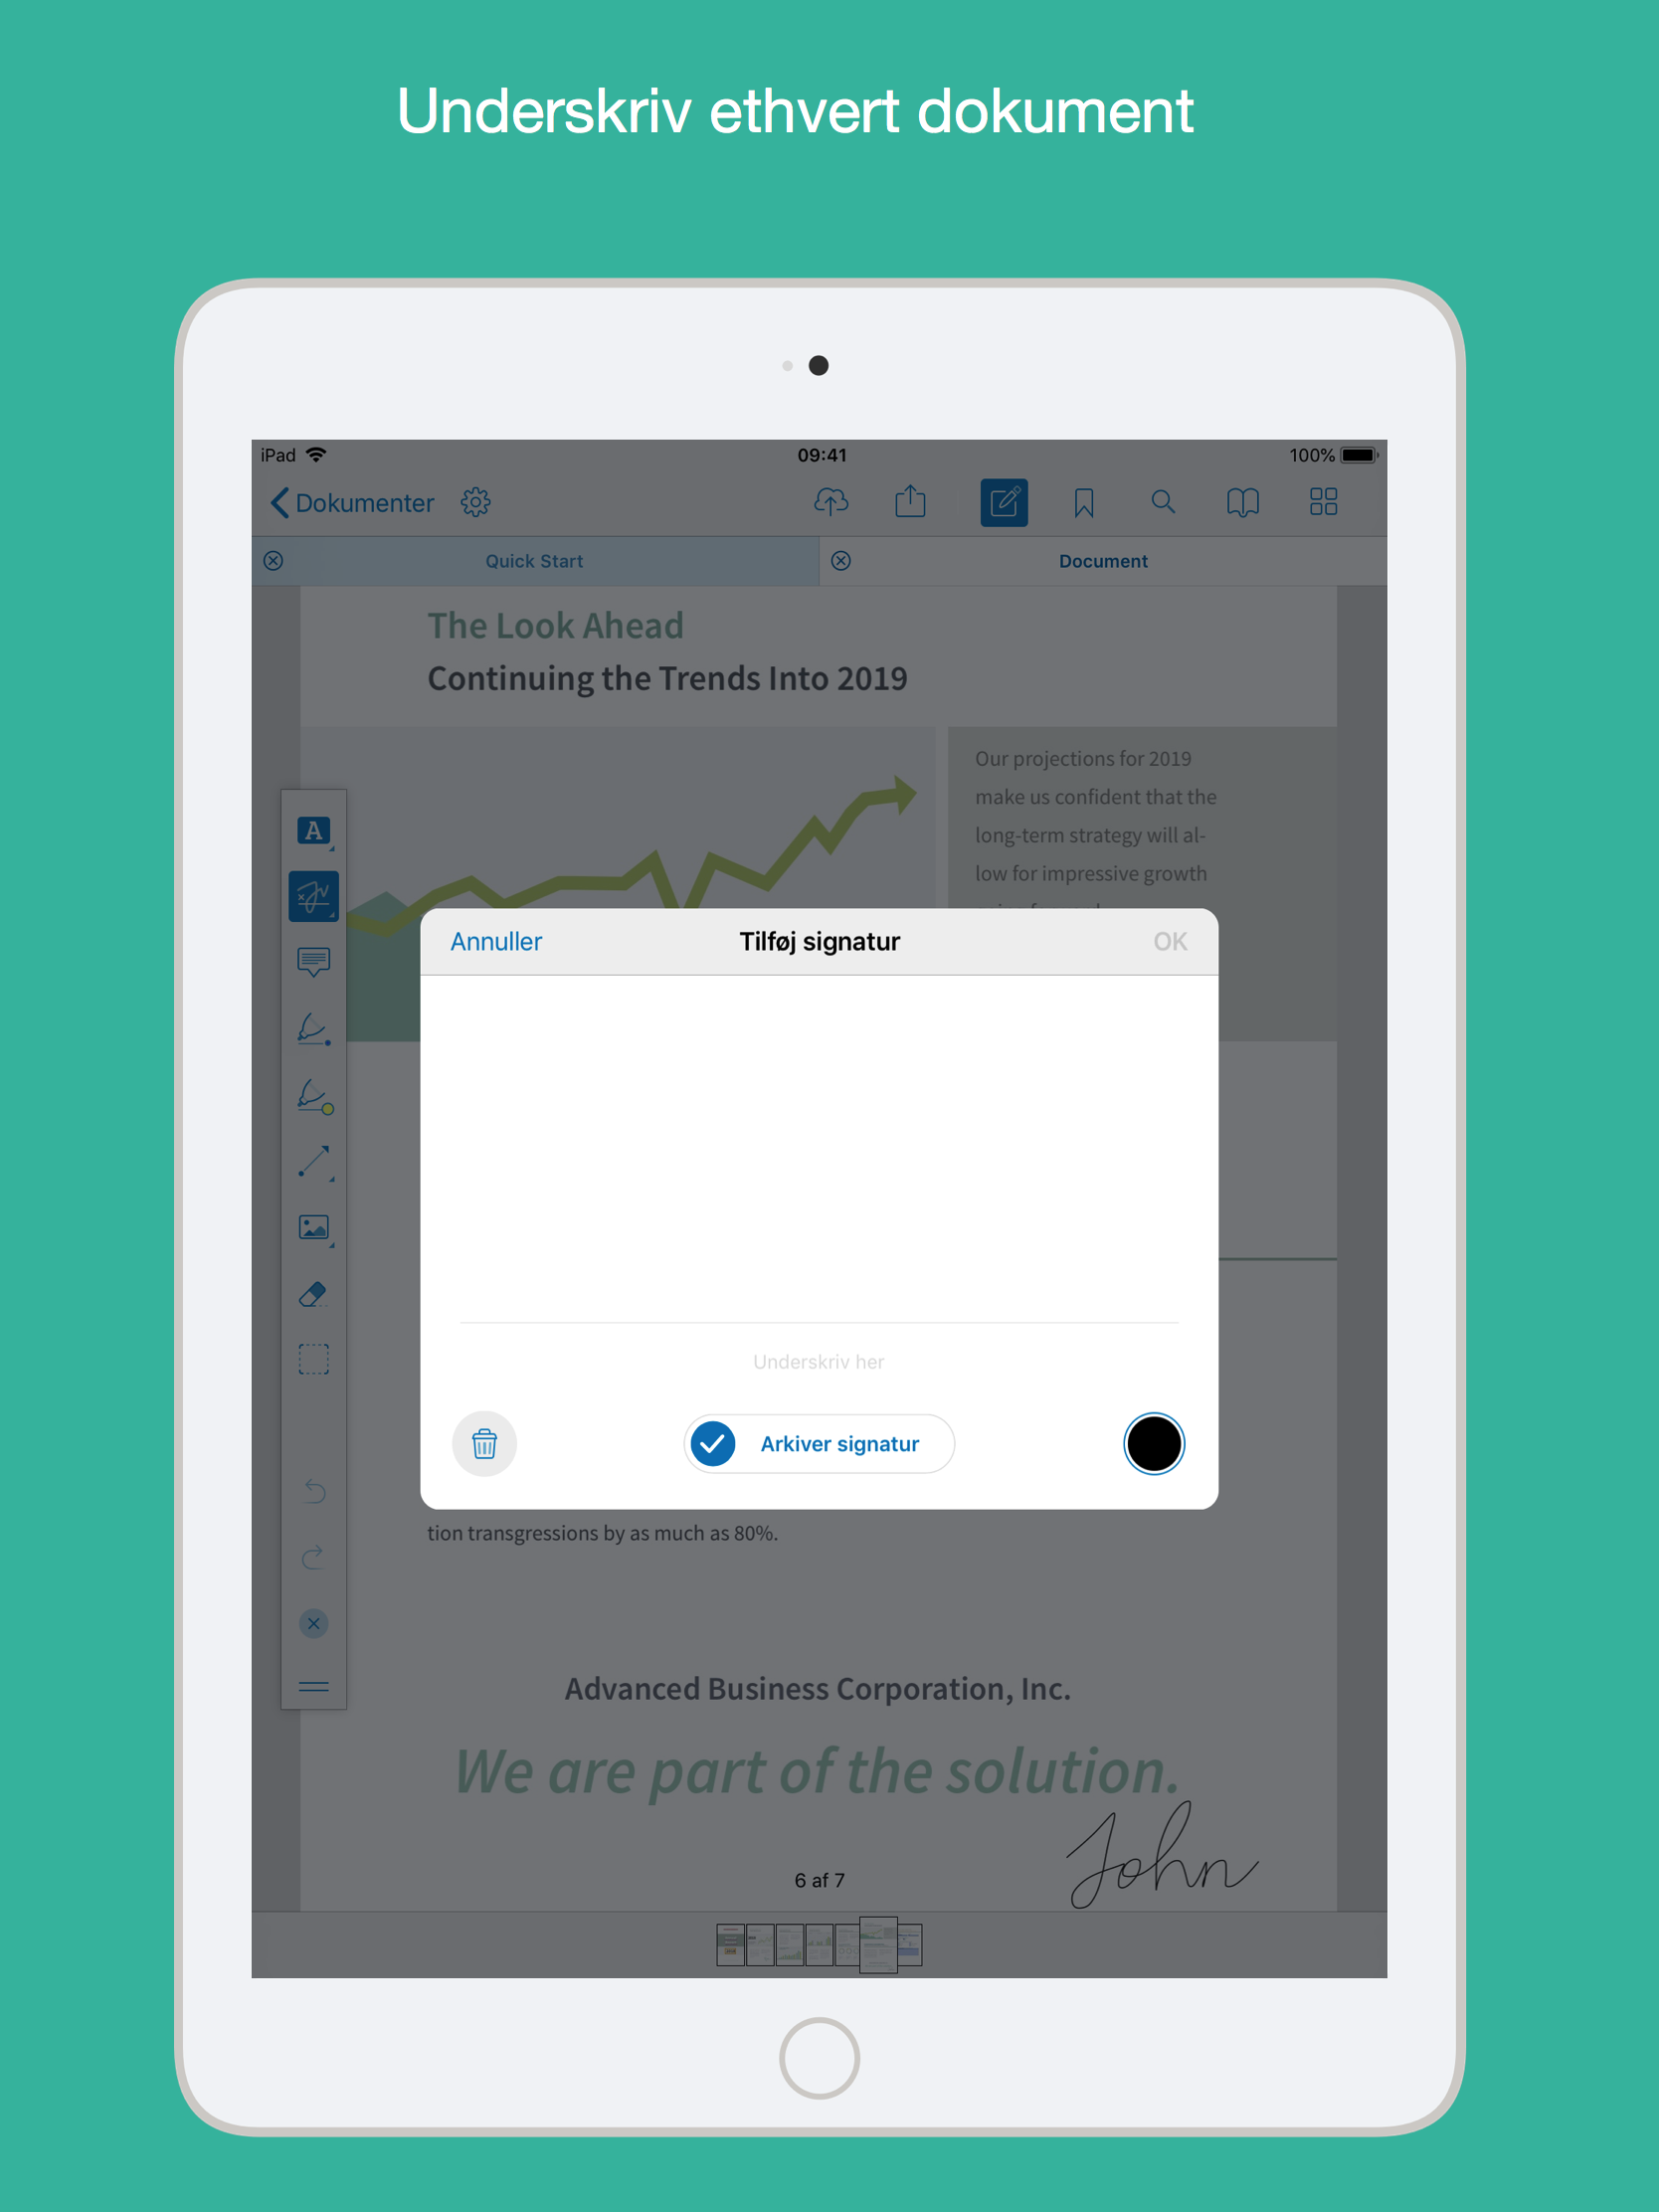 Underskriv ethvert dokument
iPad 09:41 100%
Dokumenter
Quick Start Document
The Look Ahead
Continuing the Trends Into 2019
Our projections for 2019
make us confident that the
long-term strategy will al-
low for impressive growth
A
Annuller Tilføj signatur OK
Underskriv her
Arkiver signatur
tion transgressions by as much as 80%.
Advanced Business Corporation, Inc.
We are part of the solution.
John
6 af 7